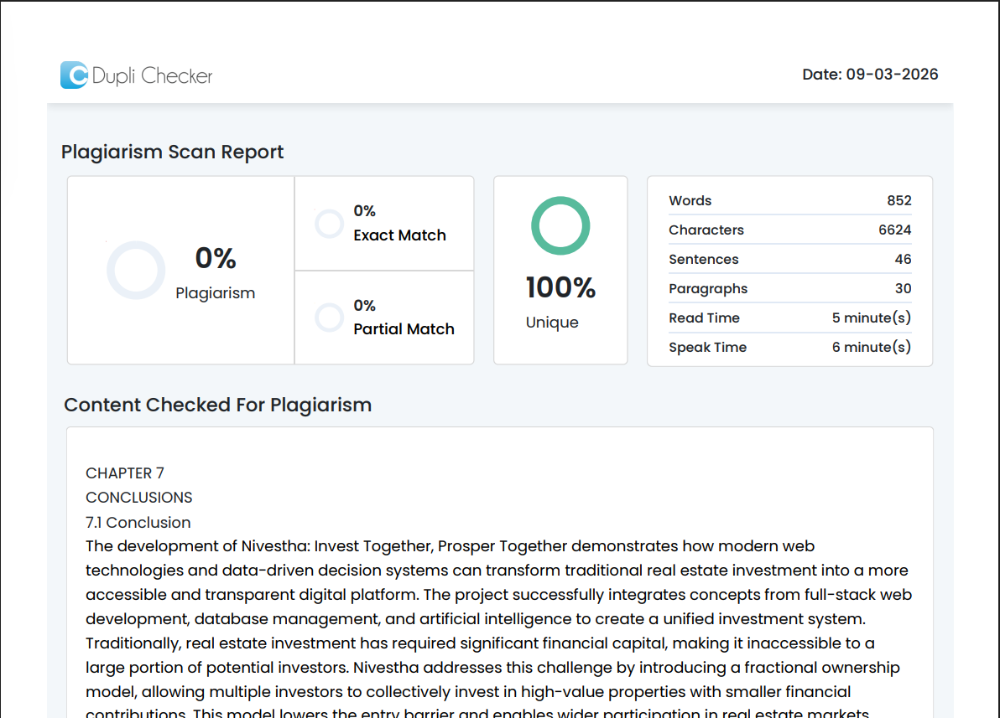 Dupli Checker
Date: 09-03-2026
Plagiarism Scan Report
0%
Plagiarism
0%
Exact Match
0%
Partial Match
100%
Unique
Words 852
Characters 6624
Sentences 46
Paragraphs 30
Read Time 5 minute(s)
Speak Time 6 minute(s)
Content Checked For Plagiarism
CHAPTER 7
CONCLUSIONS
7.1 Conclusion
The development of Nivestha: Invest Together, Prosper Together demonstrates how modern web
technologies and data-driven decision systems can transform traditional real estate investment into a more
accessible and transparent digital platform. The project successfully integrates concepts from full-stack web
development, database management, and artificial intelligence to create a unified investment system.
Traditionally, real estate investment has required significant financial capital, making it inaccessible to a
large portion of potential investors. Nivestha addresses this challenge by introducing a fractional ownership
model, allowing multiple investors to collectively invest in high-value properties with smaller financial
contributions. This model lowers the entry barrier and enables wider participation in real estate markets.